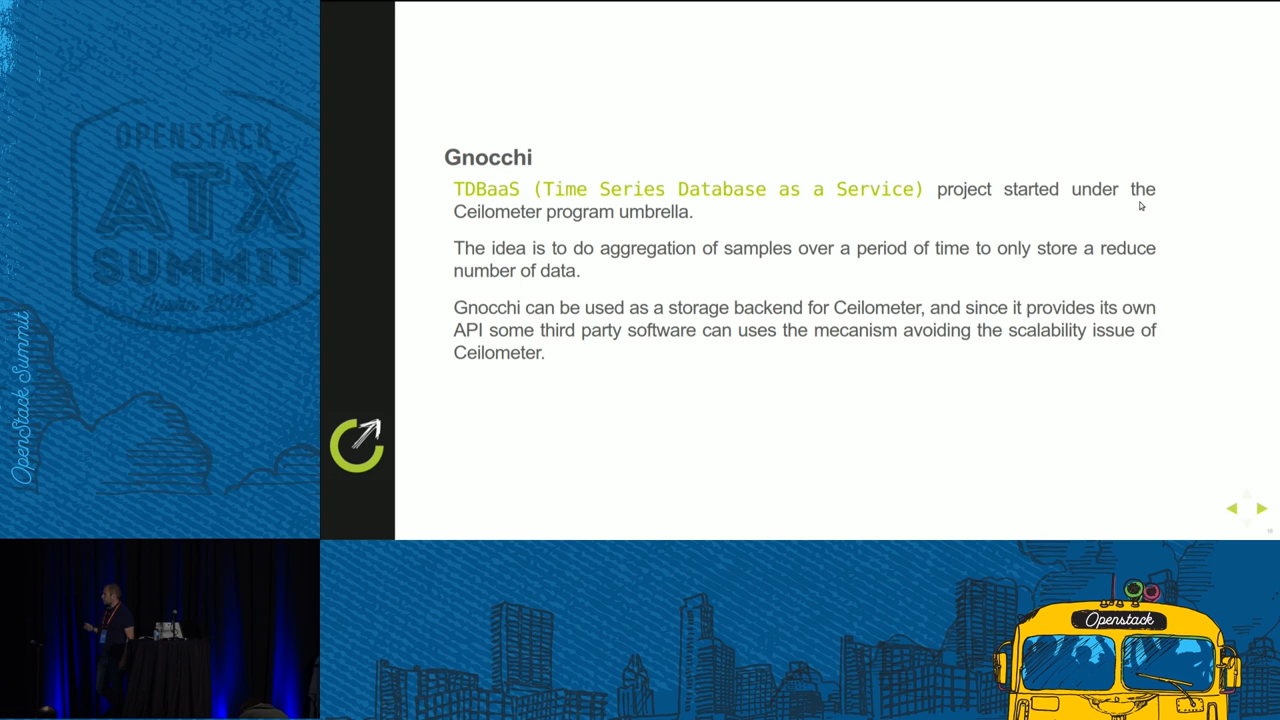 OPENSTACK
ATX
SUMMIT
Austin 2016
OpenStack Summit
Gnocchi
TDBaaS (Time Series Database as a Service) project started under the
Ceilometer program umbrella.
The idea is to do aggregation of samples over a period of time to only store a reduce
number of data.
Gnocchi can be used as a storage backend for Ceilometer, and since it provides its own
API some third party software can uses the mechanism avoiding the scalability issue of
Ceilometer.
Openstack